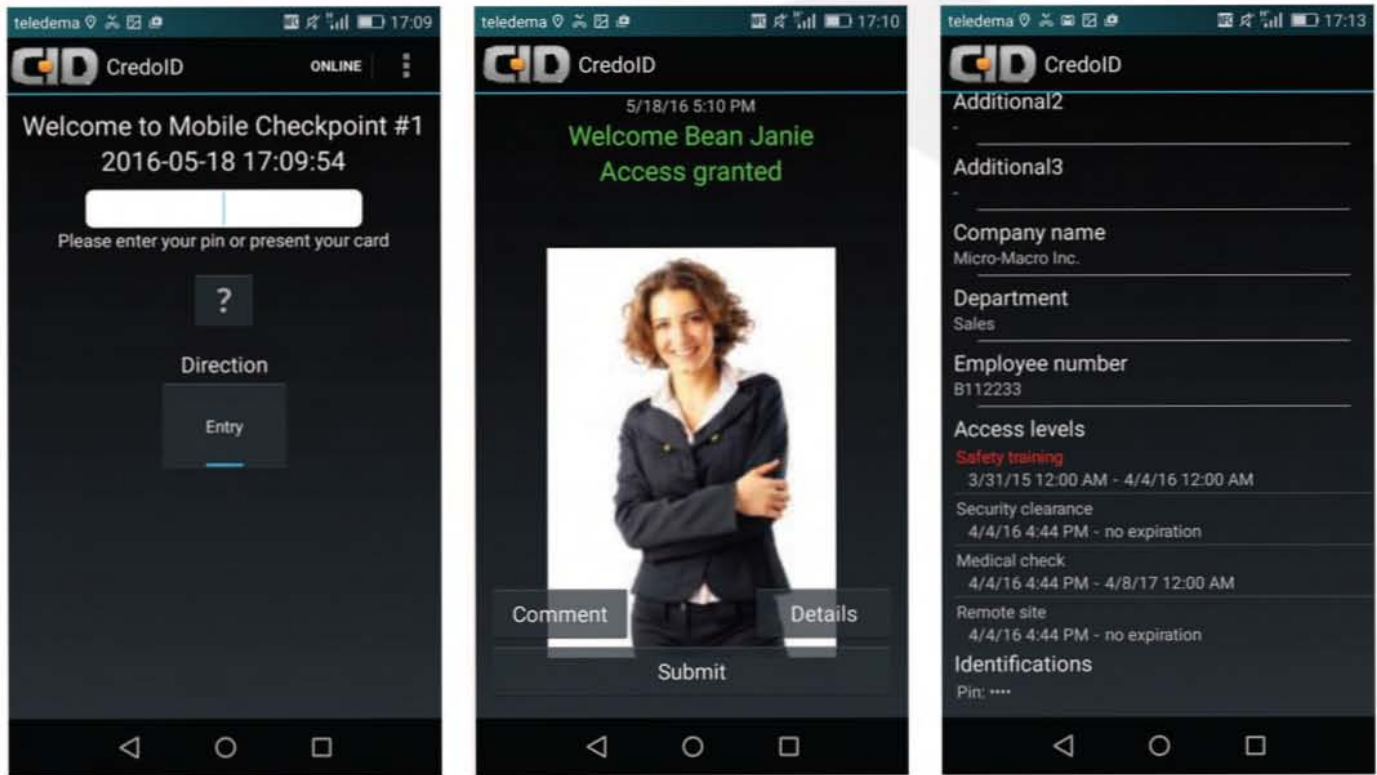 teledema 17:09
CID CredoID ONLINE
Welcome to Mobile Checkpoint #1
2016-05-18 17:09:54
Please enter your pin or present your card
?
Direction
Entry
teledema 17:10
CID CredoID
5/18/16 5:10 PM
Welcome Bean Janie
Access granted
Comment Details
Submit
teledema 17:13
CID CredoID
Additional2
-
Additional3
-
Company name
Micro-Macro Inc.
Department
Sales
Employee number
B112233
Access levels
Safety training
3/31/15 12:00 AM - 4/4/16 12:00 AM
Security clearance
4/4/16 4:44 PM - no expiration
Medical check
4/4/16 4:44 PM - 4/8/17 12:00 AM
Remote site
4/4/16 4:44 PM - no expiration
Identifications
Pin: ••••